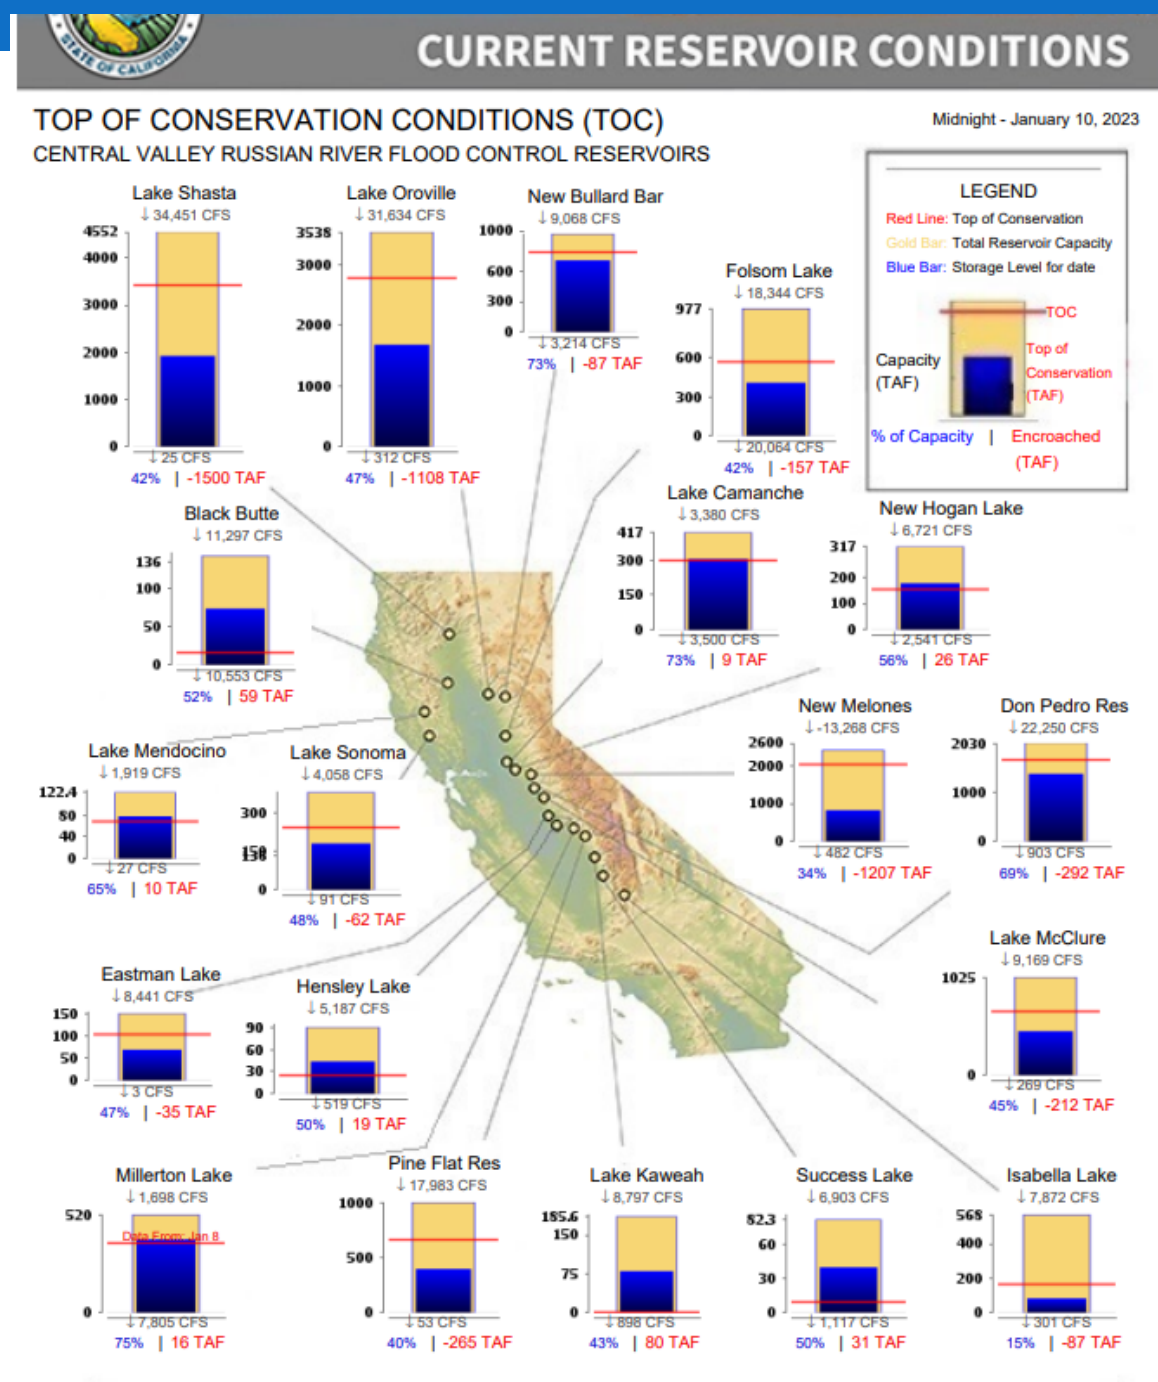 STATE OF CALIFORNIA
CURRENT RESERVOIR CONDITIONS
TOP OF CONSERVATION CONDITIONS (TOC)
Midnight - January 10, 2023
CENTRAL VALLEY RUSSIAN RIVER FLOOD CONTROL RESERVOIRS
LEGEND
Red Line: Top of Conservation
Gold Bar: Total Reservoir Capacity
Blue Bar: Storage Level for date
TOC
Capacity
(TAF)
Top of
Conservation
(TAF)
% of Capacity | Encroached
(TAF)
Lake Shasta
↓ 34,451 CFS
4552
4000
3000
2000
1000
0
↓ 25 CFS
42% | -1500 TAF
Lake Oroville
↓ 31,634 CFS
3538
3000
2000
1000
0
↓ 312 CFS
47% | -1108 TAF
New Bullard Bar
↓ 9,068 CFS
1000
600
300
0
↓ 3,214 CFS
73% | -87 TAF
Folsom Lake
↓ 18,344 CFS
977
600
300
0
↓ 20,064 CFS
42% | -157 TAF
Black Butte
↓ 11,297 CFS
136
100
50
0
↓ 10,553 CFS
52% | 59 TAF
Lake Camanche
↓ 3,380 CFS
417
300
150
0
↓ 3,500 CFS
73% | 9 TAF
New Hogan Lake
↓ 6,721 CFS
317
200
100
0
↓ 2,541 CFS
56% | 26 TAF
Lake Mendocino
↓ 1,919 CFS
122.4
80
40
0
↓ 27 CFS
65% | 10 TAF
Lake Sonoma
↓ 4,058 CFS
300
150
0
↓ 91 CFS
48% | -62 TAF
New Melones
↓ -13,268 CFS
2600
2000
1000
0
↓ 482 CFS
34% | -1207 TAF
Don Pedro Res
↓ 22,250 CFS
2030
1000
0
↓ 903 CFS
69% | -292 TAF
Eastman Lake
↓ 8,441 CFS
150
100
50
0
↓ 3 CFS
47% | -35 TAF
Hensley Lake
↓ 5,187 CFS
90
60
30
0
↓ 519 CFS
50% | 19 TAF
Lake McClure
↓ 9,169 CFS
1025
0
↓ 269 CFS
45% | -212 TAF
Millerton Lake
↓ 1,698 CFS
520
Data From: Jan 8
0
↓ 7,805 CFS
75% | 16 TAF
Pine Flat Res
↓ 17,983 CFS
1000
500
0
↓ 53 CFS
40% | -265 TAF
Lake Kaweah
↓ 8,797 CFS
185.6
150
75
0
↓ 898 CFS
43% | 80 TAF
Success Lake
↓ 6,903 CFS
82.3
60
30
0
↓ 1,117 CFS
50% | 31 TAF
Isabella Lake
↓ 7,872 CFS
568
400
200
0
↓ 301 CFS
15% | -87 TAF